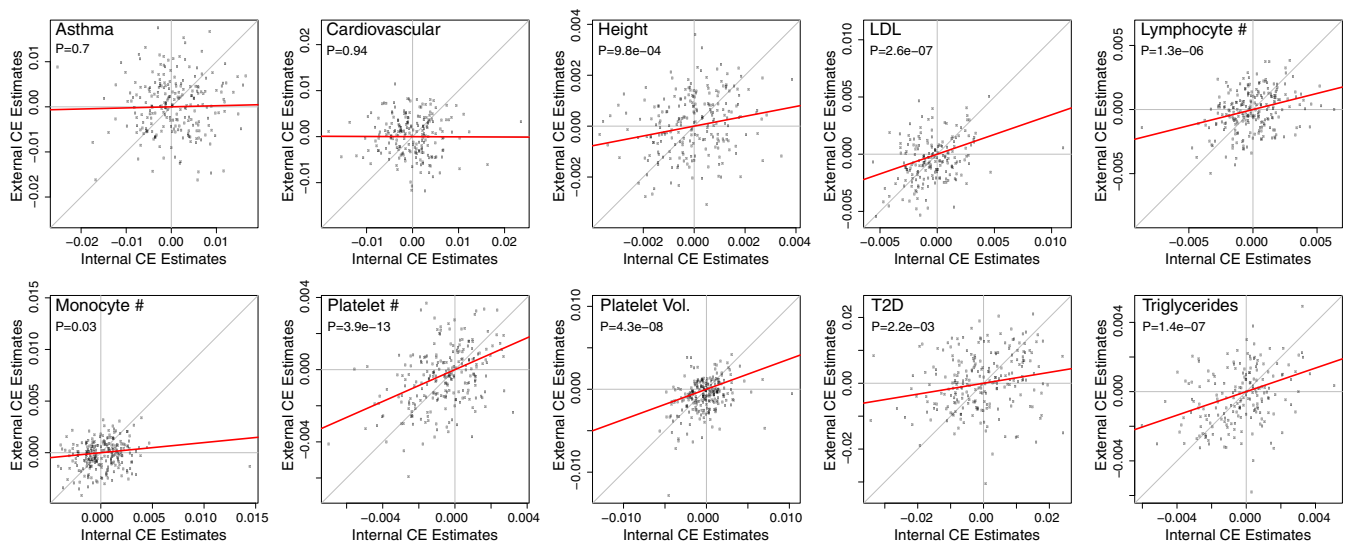 Asthma
P=0.7
External CE Estimates
0.01
0.00
−0.01
−0.02
−0.02 −0.01 0.00 0.01
Internal CE Estimates
Cardiovascular
P=0.94
External CE Estimates
0.02
0.01
0.00
−0.01
−0.01 0.00 0.01 0.02
Internal CE Estimates
Height
P=9.8e−04
External CE Estimates
0.004
0.002
0.000
−0.002
−0.002 0.000 0.002 0.004
Internal CE Estimates
LDL
P=2.6e−07
External CE Estimates
0.010
0.005
0.000
−0.005
−0.005 0.000 0.005 0.010
Internal CE Estimates
Lymphocyte #
P=1.3e−06
External CE Estimates
0.005
0.000
−0.005
−0.005 0.000 0.005
Internal CE Estimates
Monocyte #
P=0.03
External CE Estimates
0.015
0.010
0.005
0.000
0.000 0.005 0.010 0.015
Internal CE Estimates
Platelet #
P=3.9e−13
External CE Estimates
0.004
0.000
−0.004
−0.004 0.000 0.004
Internal CE Estimates
Platelet Vol.
P=4.3e−08
External CE Estimates
0.010
0.000
−0.010
−0.010 0.000 0.010
Internal CE Estimates
T2D
P=2.2e−03
External CE Estimates
0.02
0.00
−0.02
−0.02 0.00 0.02
Internal CE Estimates
Triglycerides
P=1.4e−07
External CE Estimates
0.004
0.000
−0.004
−0.004 0.000 0.004
Internal CE Estimates